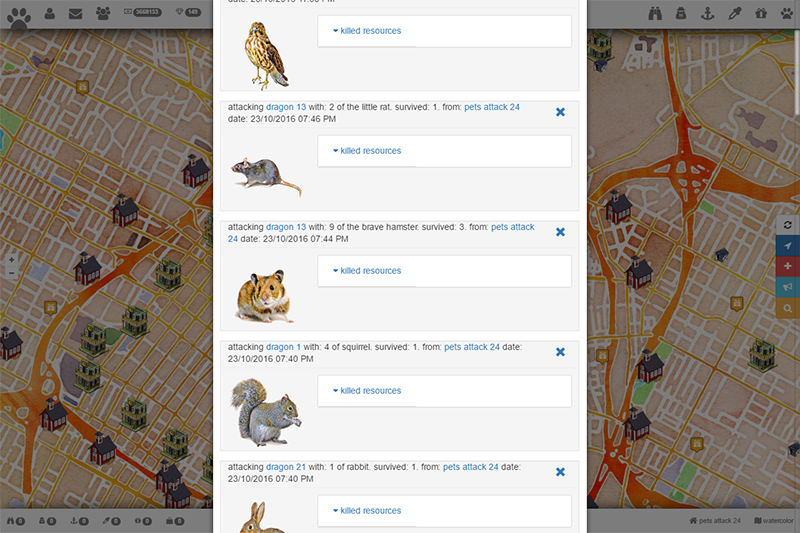 3668153
149
date: 23/10/2016 07:53 PM
killed resources
attacking dragon 13 with: 2 of the little rat. survived: 1. from: pets attack 24
date: 23/10/2016 07:46 PM
killed resources
attacking dragon 13 with: 9 of the brave hamster. survived: 3. from: pets attack
24 date: 23/10/2016 07:44 PM
killed resources
attacking dragon 1 with: 4 of squirrel. survived: 1. from: pets attack 24 date:
23/10/2016 07:40 PM
killed resources
attacking dragon 21 with: 1 of rabbit. survived: 1. from: pets attack 24 date:
23/10/2016 07:40 PM
killed resources
+
−
0 0 0 0 0 0
pets attack 24 watercolor